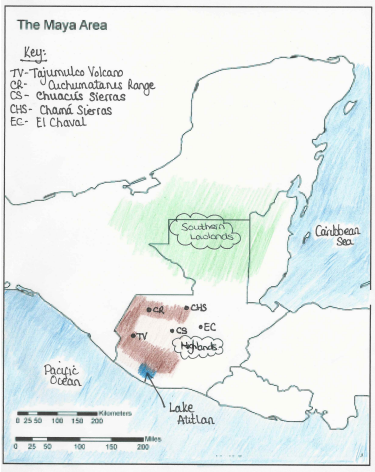 The Maya Area
Key:
TV- Tajumulco Volcano
CR- Cuchumatanes Range
CS- Chuacús Sierras
CHS- Chamá Sierras
EC- El Chaval
Southern
Lowlands
Caribbean
Sea
CR
CHS
CS
EC
TV
Highlands
Pacific
Ocean
Lake
Atitlan
Kilometers
0 25 50 100 150 200
Miles
0 25 50 100 150 200